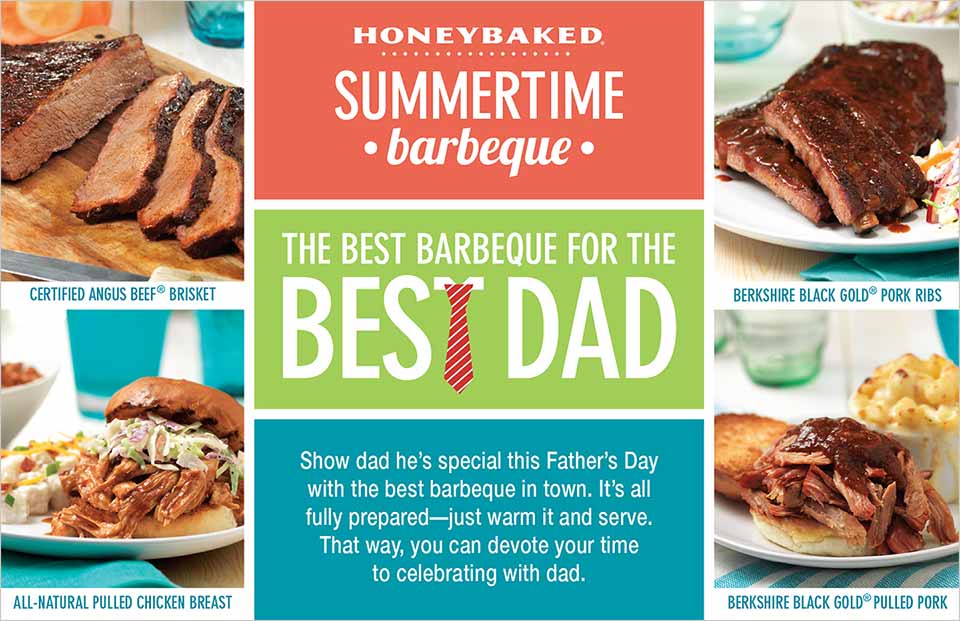 HONEYBAKED®
SUMMERTIME
• barbeque •
THE BEST BARBEQUE FOR THE
BEST DAD
Show dad he's special this Father's Day
with the best barbeque in town. It's all
fully prepared—just warm it and serve.
That way, you can devote your time
to celebrating with dad.
CERTIFIED ANGUS BEEF® BRISKET
BERKSHIRE BLACK GOLD® PORK RIBS
ALL-NATURAL PULLED CHICKEN BREAST
BERKSHIRE BLACK GOLD® PULLED PORK